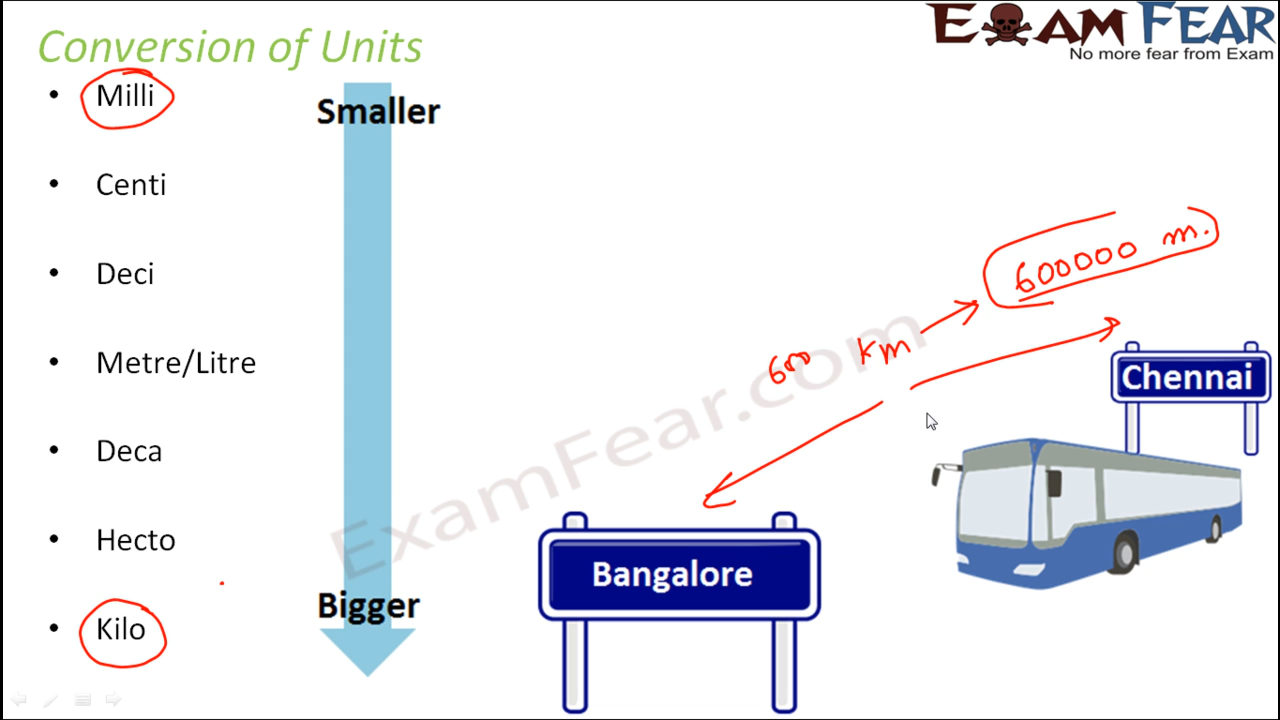 Conversion of Units
EXAM FEAR
No more fear from Exam
• Milli
Smaller
• Centi
• Deci
600000 m.
• Metre/Litre
600 km
Chennai
• Deca
• Hecto
Bangalore
Bigger
• Kilo
ExamFear.com